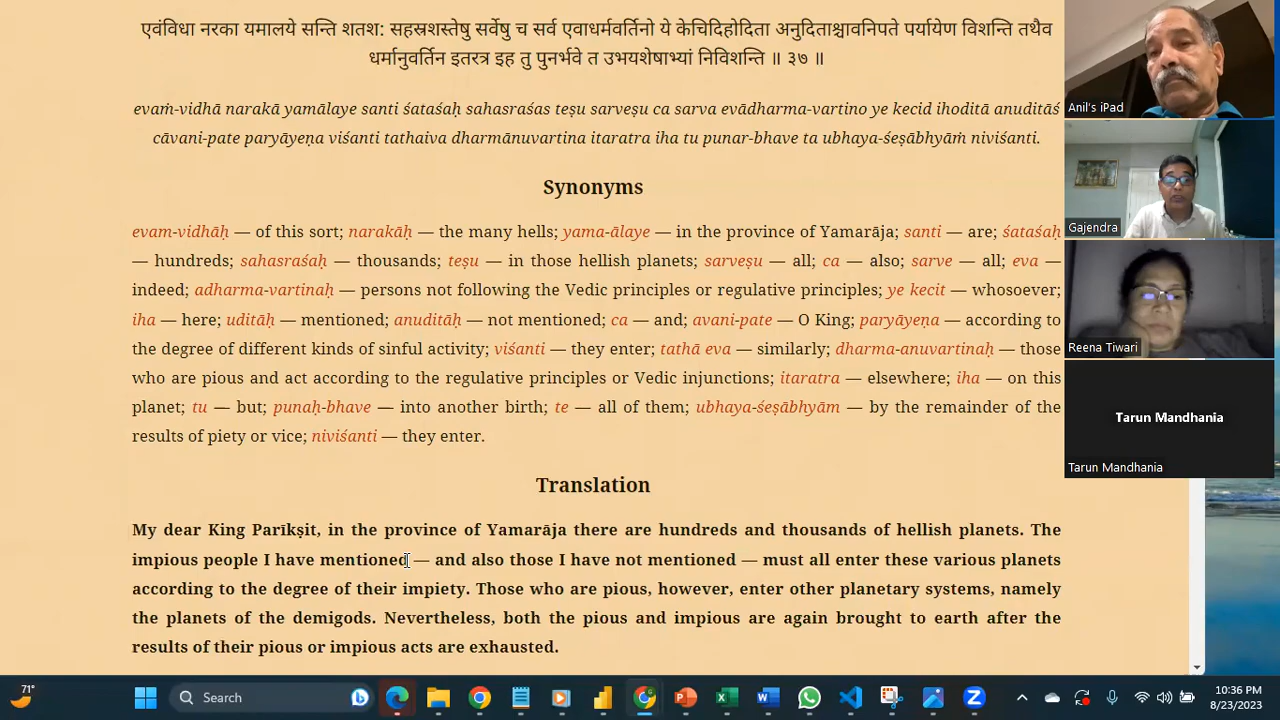 एवंविधा नरका यमालये सन्ति शतश: सहस्रशस्तेषु सर्वेषु च सर्व एवाधर्मवर्तिनो ये केचिदिहोदिता अनुदिताश्चावनिपते पर्यायेण विशन्ति तथैव
धर्मानुवर्तिन इतरत्र इह तु पुनर्भवे त उभयशेषाभ्यां निविशन्ति ॥ ३७ ॥
evaṁ-vidhā narakā yamālaye santi śataśaḥ sahasraśas teṣu sarveṣu ca sarva evādharma-vartino ye kecid ihoditā anuditāś
cāvani-pate paryāyeṇa viśanti tathaiva dharmānuvartina itaratra iha tu punar-bhave ta ubhaya-śeṣābhyāṁ niviśanti.
Synonyms
evam-vidhāḥ — of this sort; narakāḥ — the many hells; yama-ālaye — in the province of Yamarāja; santi — are; śataśaḥ
— hundreds; sahasraśaḥ — thousands; teṣu — in those hellish planets; sarveṣu — all; ca — also; sarve — all; eva —
indeed; adharma-vartinaḥ — persons not following the Vedic principles or regulative principles; ye kecit — whosoever;
iha — here; uditāḥ — mentioned; anuditāḥ — not mentioned; ca — and; avani-pate — O King; paryāyeṇa — according to
the degree of different kinds of sinful activity; viśanti — they enter; tathā eva — similarly; dharma-anuvartinaḥ — those
who are pious and act according to the regulative principles or Vedic injunctions; itaratra — elsewhere; iha — on this
planet; tu — but; punaḥ-bhave — into another birth; te — all of them; ubhaya-śeṣābhyām — by the remainder of the
results of piety or vice; niviśanti — they enter.
Translation
My dear King Parīkṣit, in the province of Yamarāja there are hundreds and thousands of hellish planets. The
impious people I have mentioned — and also those I have not mentioned — must all enter these various planets
according to the degree of their impiety. Those who are pious, however, enter other planetary systems, namely
the planets of the demigods. Nevertheless, both the pious and impious are again brought to earth after the
results of their pious or impious acts are exhausted.
Anil's iPad
Gajendra
Reena Tiwari
Tarun Mandhania
Tarun Mandhania
71°
Search
10:36 PM
8/23/2023